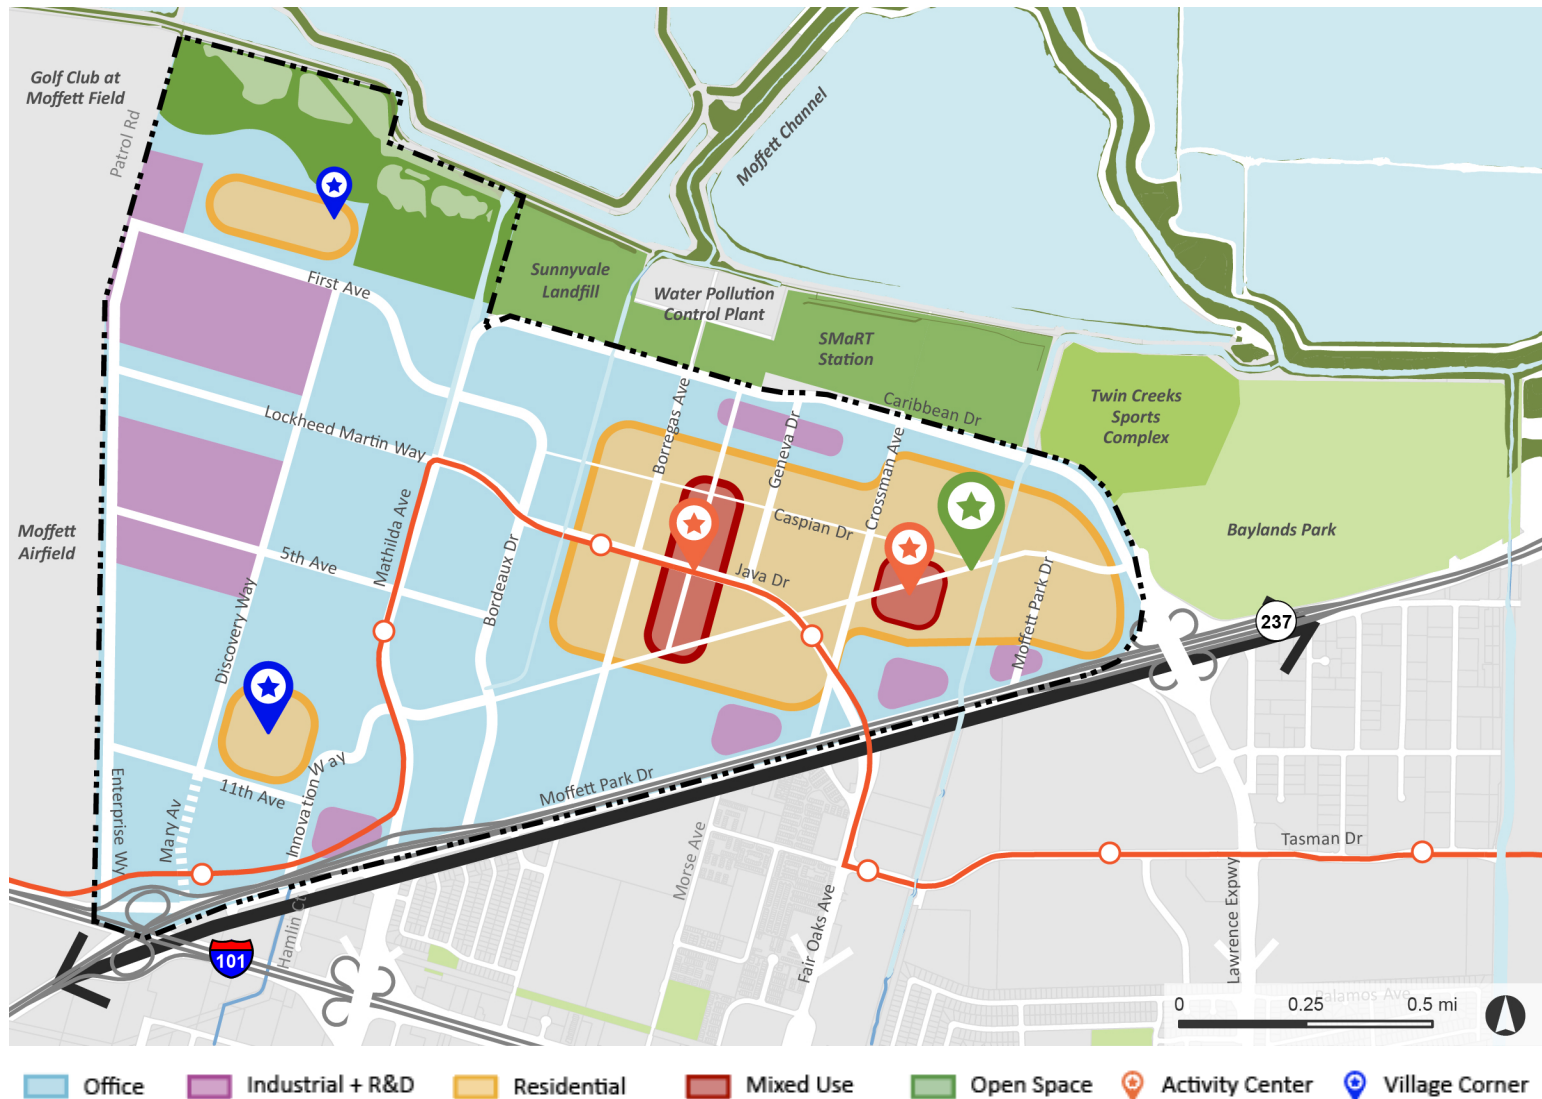 Golf Club at
Moffett Field
Patrol Rd
Moffett Channel
First Ave
Sunnyvale
Landfill
Water Pollution
Control Plant
SMaRT
Station
Twin Creeks
Sports
Complex
Caribbean Dr
Lockheed Martin Way
Borregas Ave
Geneva Dr
Crossman Ave
Caspian Dr
Java Dr
Baylands Park
Moffett
Airfield
5th Ave
Mathilda Ave
Bordeaux Dr
Discovery Way
Moffett Park Dr
237
Enterprise Wy
Mary Av
11th Ave
Innovation Way
Moffett Park Dr
Morse Ave
Fair Oaks Ave
Tasman Dr
Lawrence Expwy
Hamlin Ct
101
Palamos Ave
0 0.25 0.5 mi
Office Industrial + R&D Residential Mixed Use Open Space Activity Center Village Corner